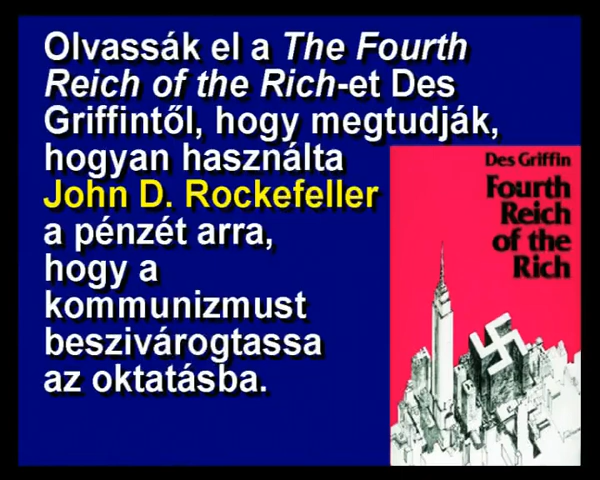 Olvassák el a The Fourth
Reich of the Rich-et Des
Griffintől, hogy megtudják,
hogyan használta
John D. Rockefeller
a pénzét arra,
hogy a
kommunizmust
beszivárogtassa
az oktatásba.
Des Griffin
Fourth
Reich
of the
Rich